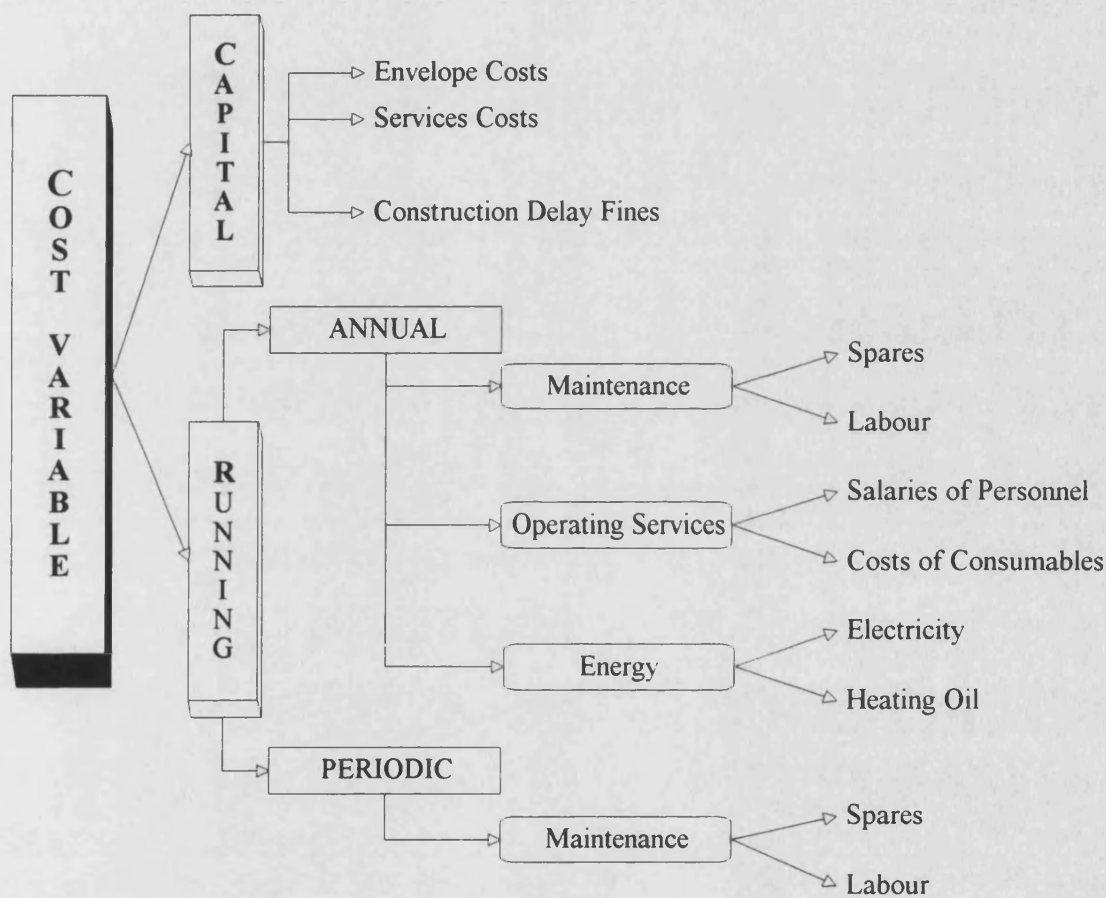 COST VARIABLE
CAPITAL
Envelope Costs
Services Costs
Construction Delay Fines
RUNNING
ANNUAL
Maintenance
Spares
Labour
Operating Services
Salaries of Personnel
Costs of Consumables
Energy
Electricity
Heating Oil
PERIODIC
Maintenance
Spares
Labour